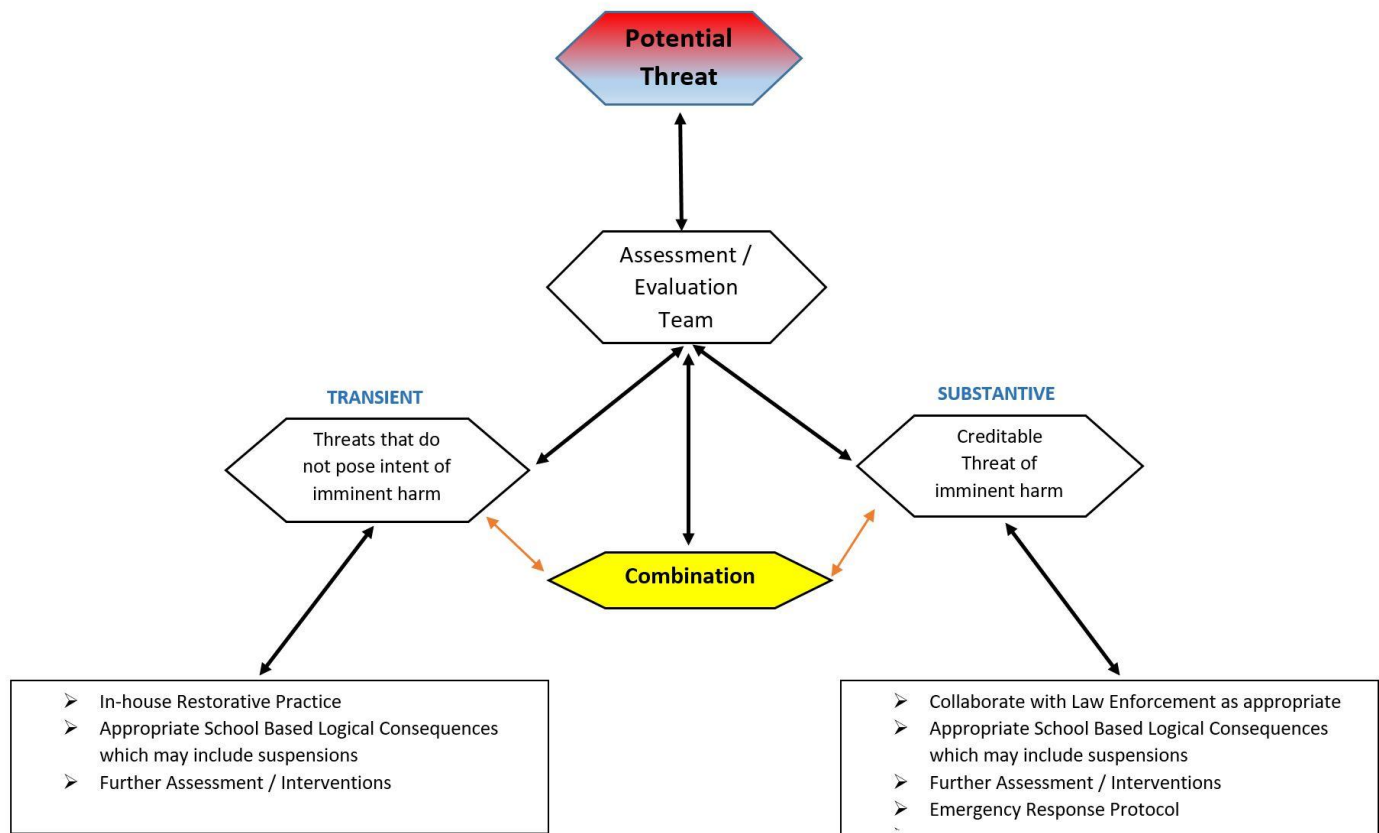 Potential
Threat
Assessment /
Evaluation
Team
TRANSIENT
SUBSTANTIVE
Threats that do
not pose intent of
imminent harm
Creditable
Threat of
imminent harm
Combination
➢ In-house Restorative Practice
➢ Appropriate School Based Logical Consequences
which may include suspensions
➢ Further Assessment / Interventions
➢ Collaborate with Law Enforcement as appropriate
➢ Appropriate School Based Logical Consequences
which may include suspensions
➢ Further Assessment / Interventions
➢ Emergency Response Protocol